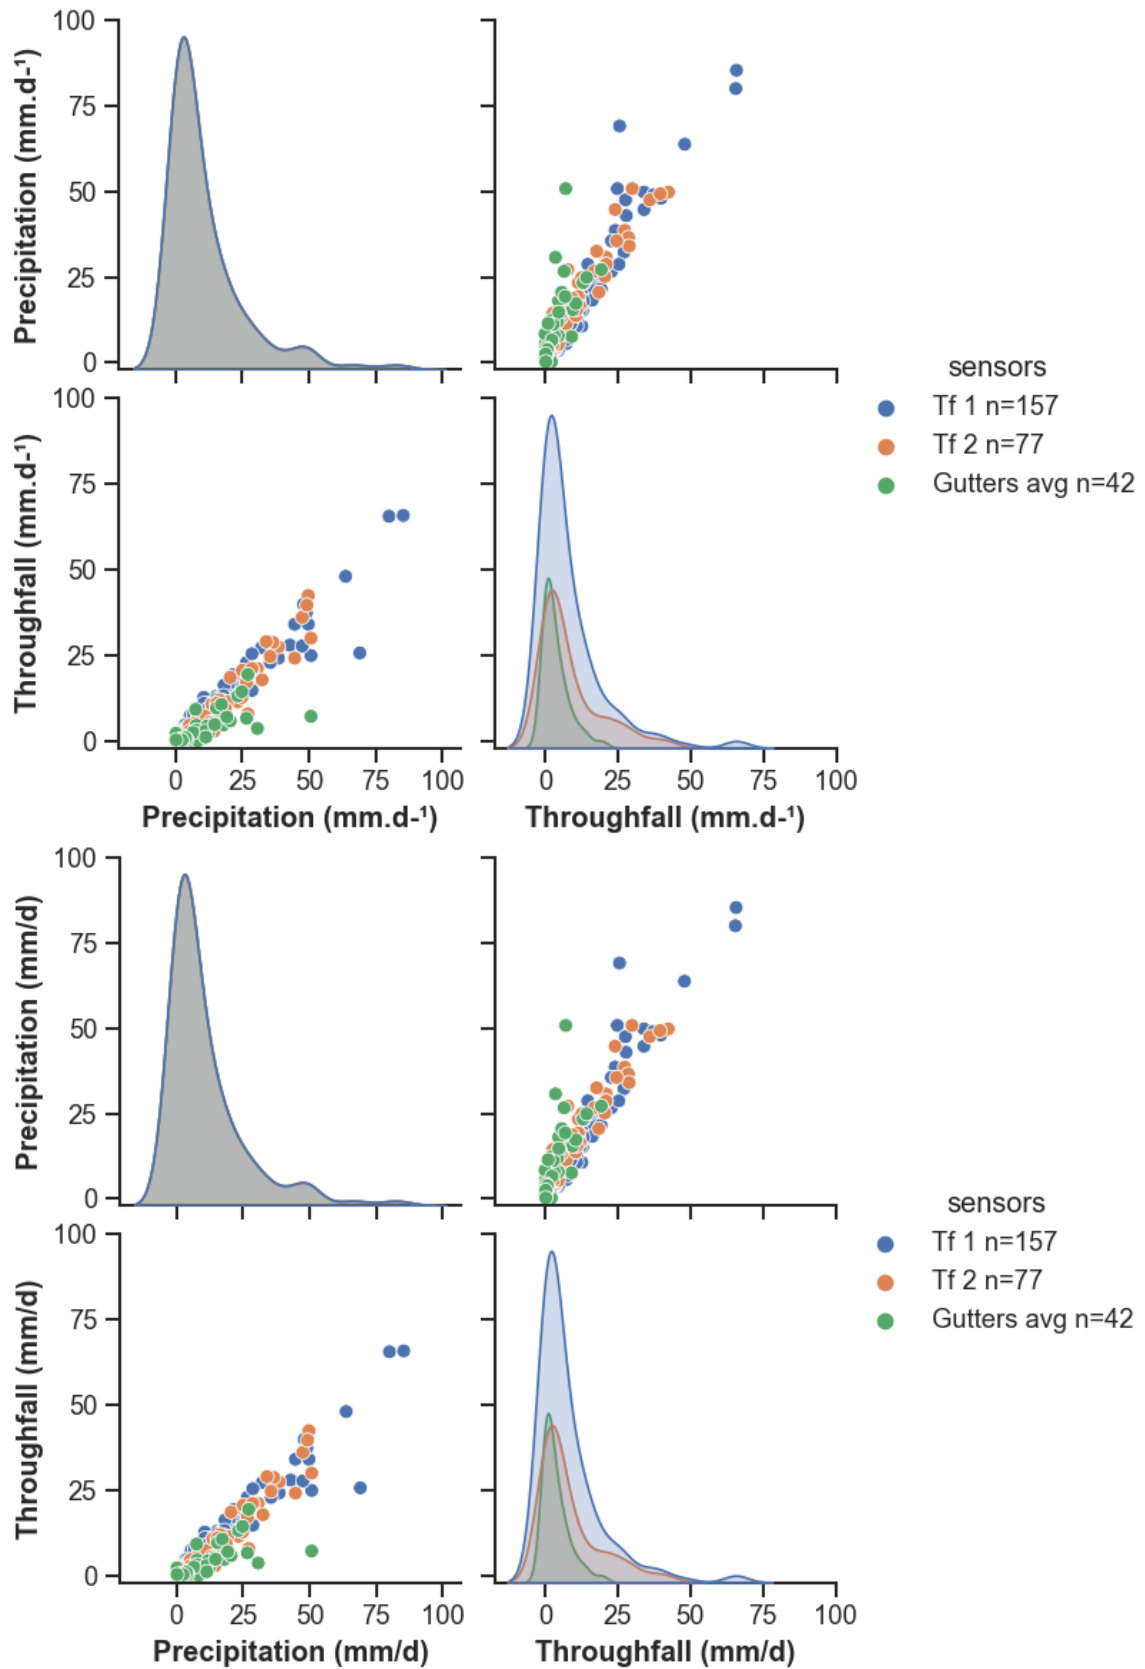 100
75
50
25
0
Precipitation (mm.d-¹)
sensors
Tf 1 n=157
Tf 2 n=77
Gutters avg n=42
100
75
50
25
0
Throughfall (mm.d-¹)
0 25 50 75 100
0 25 50 75 100
Precipitation (mm.d-¹)
Throughfall (mm.d-¹)
100
75
50
25
0
Precipitation (mm/d)
sensors
Tf 1 n=157
Tf 2 n=77
Gutters avg n=42
100
75
50
25
0
Throughfall (mm/d)
0 25 50 75 100
0 25 50 75 100
Precipitation (mm/d)
Throughfall (mm/d)